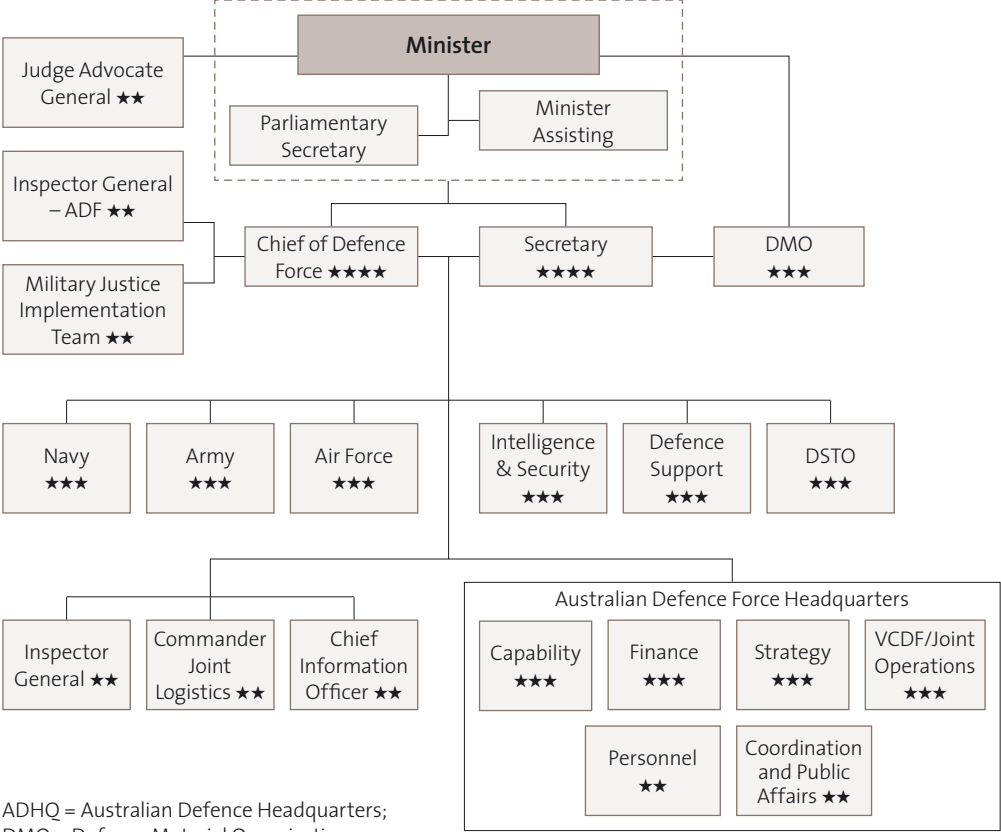 Minister
Judge Advocate
General ★★
Parliamentary
Secretary
Minister
Assisting
Inspector General
– ADF ★★
Chief of Defence
Force ★★★★
Secretary
★★★★
DMO
★★★
Military Justice
Implementation
Team ★★
Navy
★★★
Army
★★★
Air Force
★★★
Intelligence
& Security
★★★
Defence
Support
★★★
DSTO
★★★
Inspector
General ★★
Commander
Joint
Logistics ★★
Chief
Information
Officer ★★
Australian Defence Force Headquarters
Capability
★★★
Finance
★★★
Strategy
★★★
VCDF/Joint
Operations
★★★
Personnel
★★
Coordination
and Public
Affairs ★★
ADHQ = Australian Defence Headquarters;